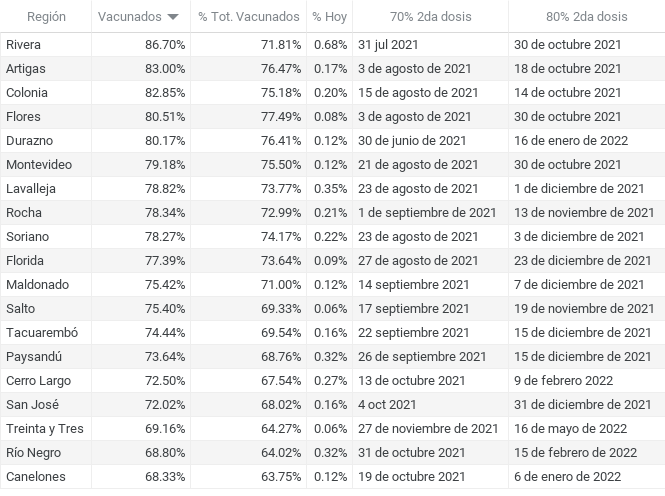 Región Vacunados % Tot. Vacunados % Hoy 70% 2da dosis 80% 2da dosis
Rivera 86.70% 71.81% 0.68% 31 jul 2021 30 de octubre 2021
Artigas 83.00% 76.47% 0.17% 3 de agosto de 2021 18 de octubre 2021
Colonia 82.85% 75.18% 0.20% 15 de agosto de 2021 14 de octubre 2021
Flores 80.51% 77.49% 0.08% 3 de agosto de 2021 30 de octubre 2021
Durazno 80.17% 76.41% 0.12% 30 de junio de 2021 16 de enero de 2022
Montevideo 79.18% 75.50% 0.12% 21 de agosto de 2021 30 de octubre 2021
Lavalleja 78.82% 73.77% 0.35% 23 de agosto de 2021 1 de diciembre de 2021
Rocha 78.34% 72.99% 0.21% 1 de septiembre de 2021 13 de noviembre de 2021
Soriano 78.27% 74.17% 0.22% 23 de agosto de 2021 3 de diciembre de 2021
Florida 77.39% 73.64% 0.09% 27 de agosto de 2021 23 de diciembre de 2021
Maldonado 75.42% 71.00% 0.12% 14 septiembre 2021 7 de diciembre de 2021
Salto 75.40% 69.33% 0.06% 17 septiembre 2021 19 de noviembre de 2021
Tacuarembó 74.44% 69.54% 0.16% 22 septiembre 2021 15 de diciembre de 2021
Paysandú 73.64% 68.76% 0.32% 26 de septiembre 2021 15 de diciembre de 2021
Cerro Largo 72.50% 67.54% 0.27% 13 de octubre 2021 9 de febrero 2022
San José 72.02% 68.02% 0.16% 4 oct 2021 31 de diciembre de 2021
Treinta y Tres 69.16% 64.27% 0.06% 27 de noviembre de 2021 16 de mayo de 2022
Río Negro 68.80% 64.02% 0.32% 31 de octubre 2021 15 de febrero de 2022
Canelones 68.33% 63.75% 0.12% 19 de octubre 2021 6 de enero de 2022